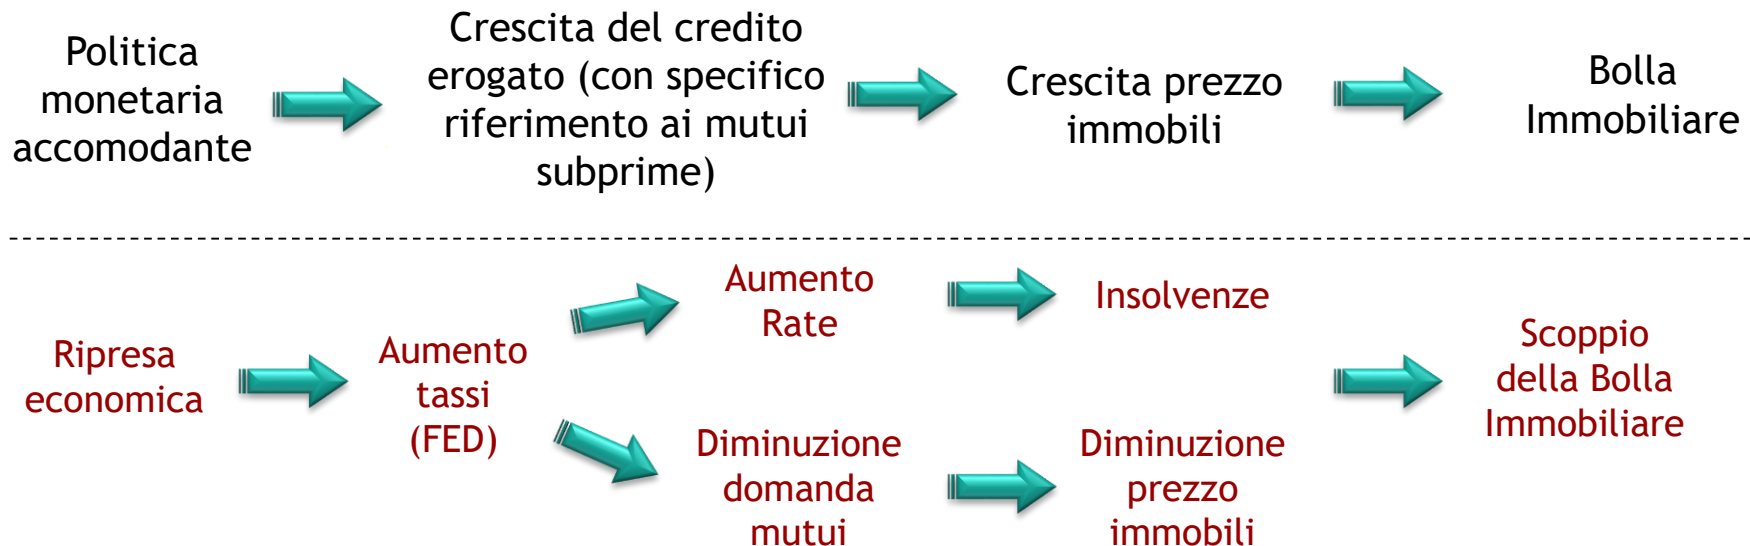 Politica
monetaria
accomodante
Crescita del credito
erogato (con specifico
riferimento ai mutui
subprime)
Crescita prezzo
immobili
Bolla
Immobiliare
Ripresa
economica
Aumento
tassi
(FED)
Aumento
Rate
Insolvenze
Diminuzione
domanda
mutui
Diminuzione
prezzo
immobili
Scoppio
della Bolla
Immobiliare